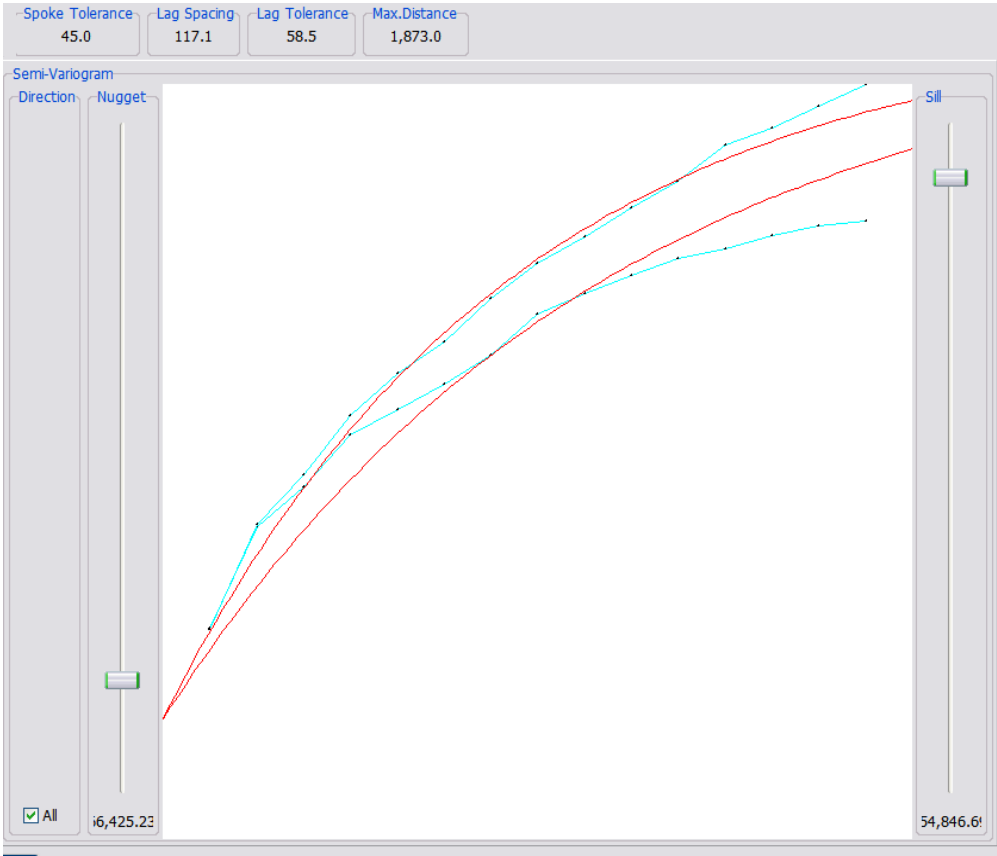 Spoke Tolerance Lag Spacing Lag Tolerance Max.Distance
45.0 117.1 58.5 1,873.0
Semi-Variogram
Direction Nugget Sill
All 6,425.23 54,846.69